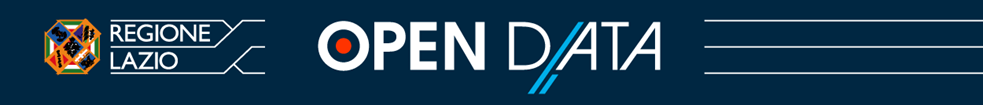 REGIONE
LAZIO
OPEN DATA